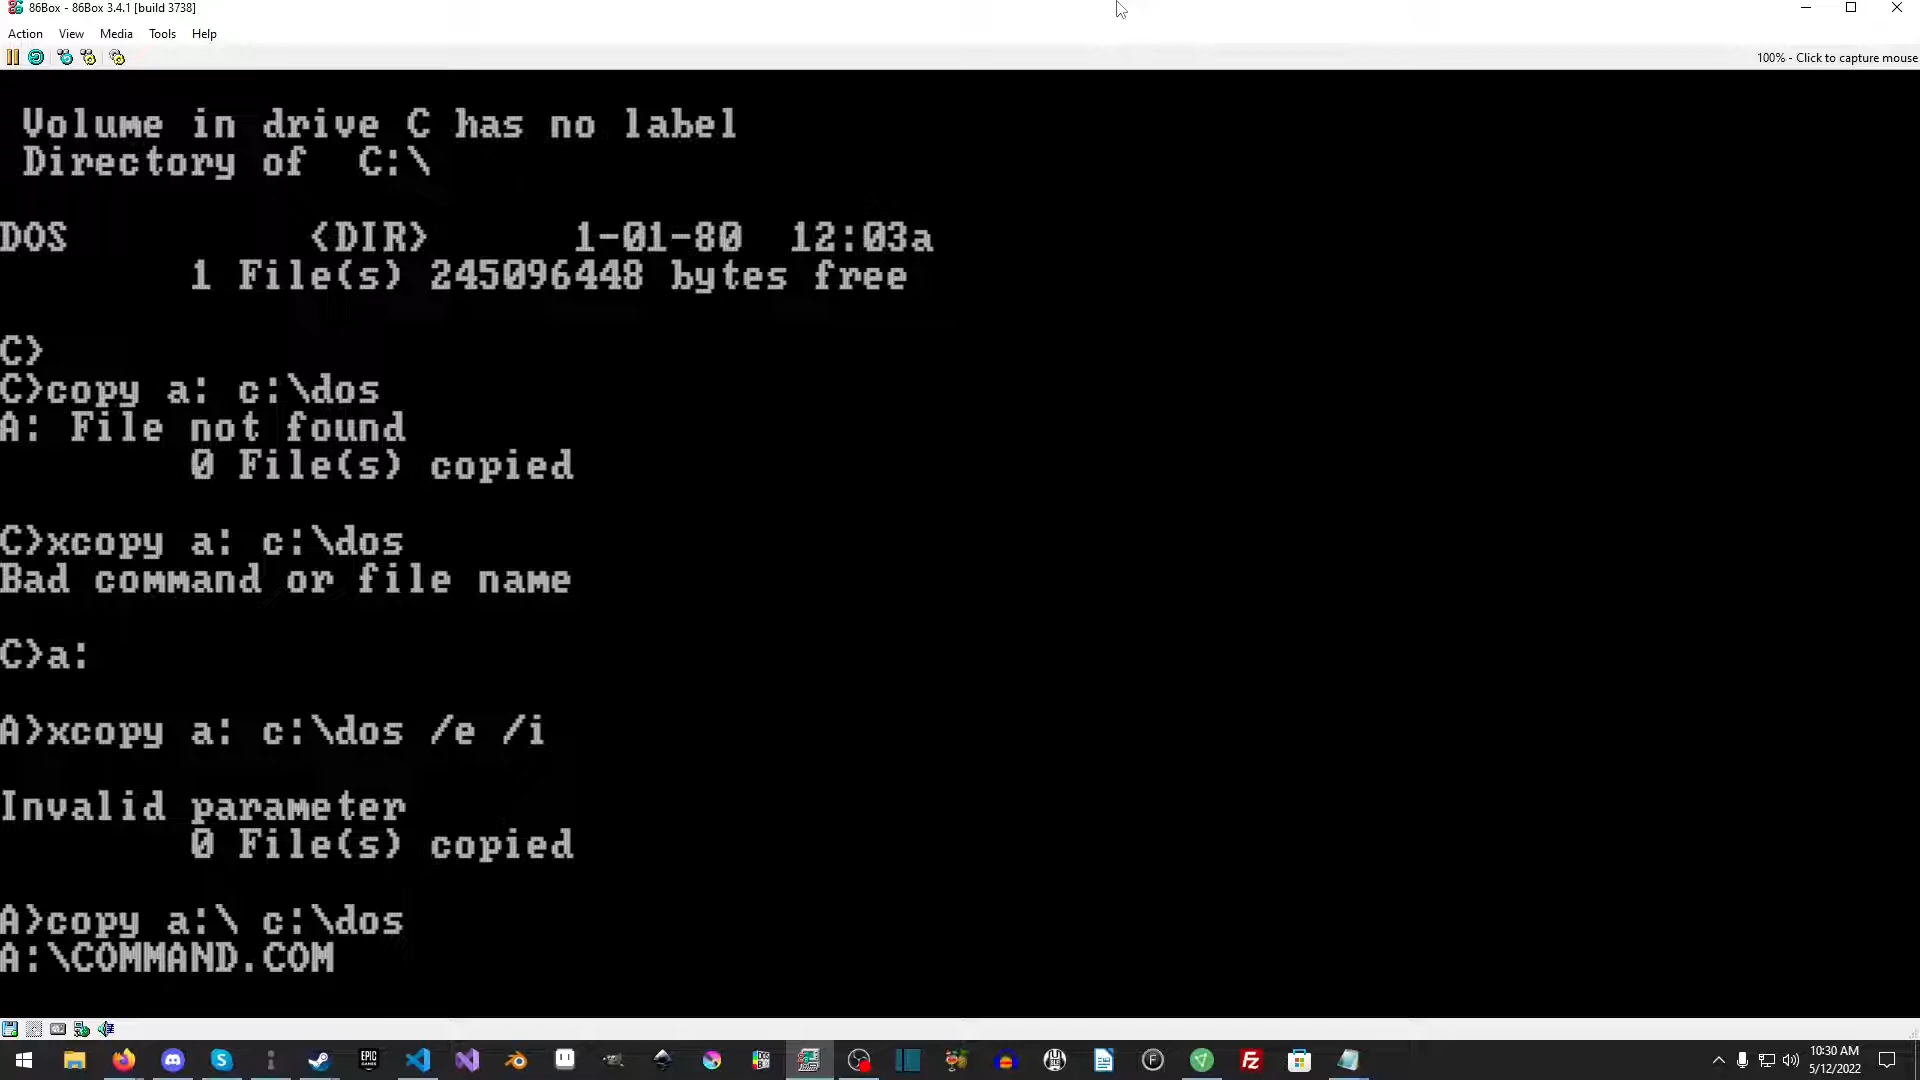 86Box - 86Box 3.4.1 [build 3738]
Action View Media Tools Help
100% - Click to capture mouse
Volume in drive C has no label
Directory of C:\
DOS <DIR> 1-01-80 12:03a
1 File(s) 245096448 bytes free
C>
C>copy a: c:\dos
A: File not found
0 File(s) copied
C>xcopy a: c:\dos
Bad command or file name
C>a:
A>xcopy a: c:\dos /e /i
Invalid parameter
0 File(s) copied
A>copy a:\ c:\dos
A:\COMMAND.COM
10:30 AM
5/12/2022